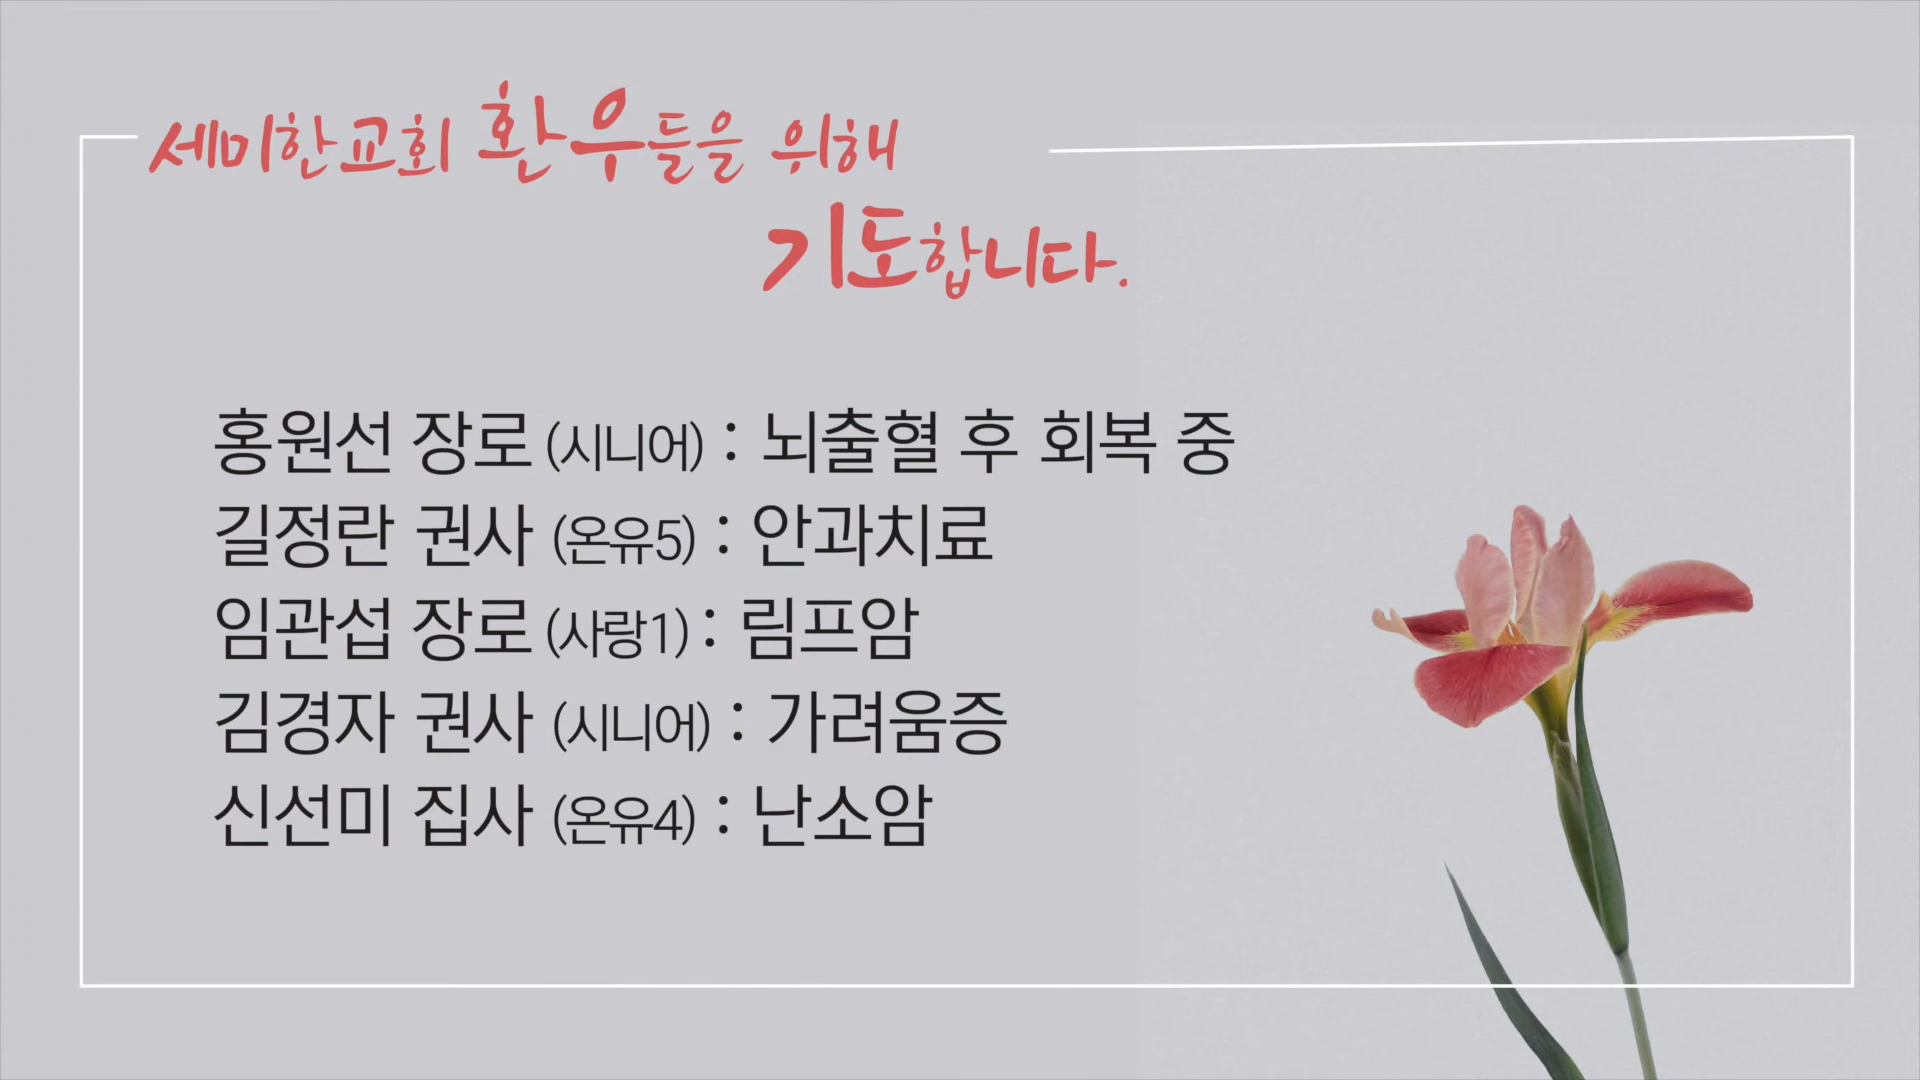 세미한교회 환우들을 위해
기도합니다.
홍원선 장로 (시니어) : 뇌출혈 후 회복 중
길정란 권사 (온유5) : 안과치료
임관섭 장로 (사랑1) : 림프암
김경자 권사 (시니어) : 가려움증
신선미 집사 (온유4) : 난소암